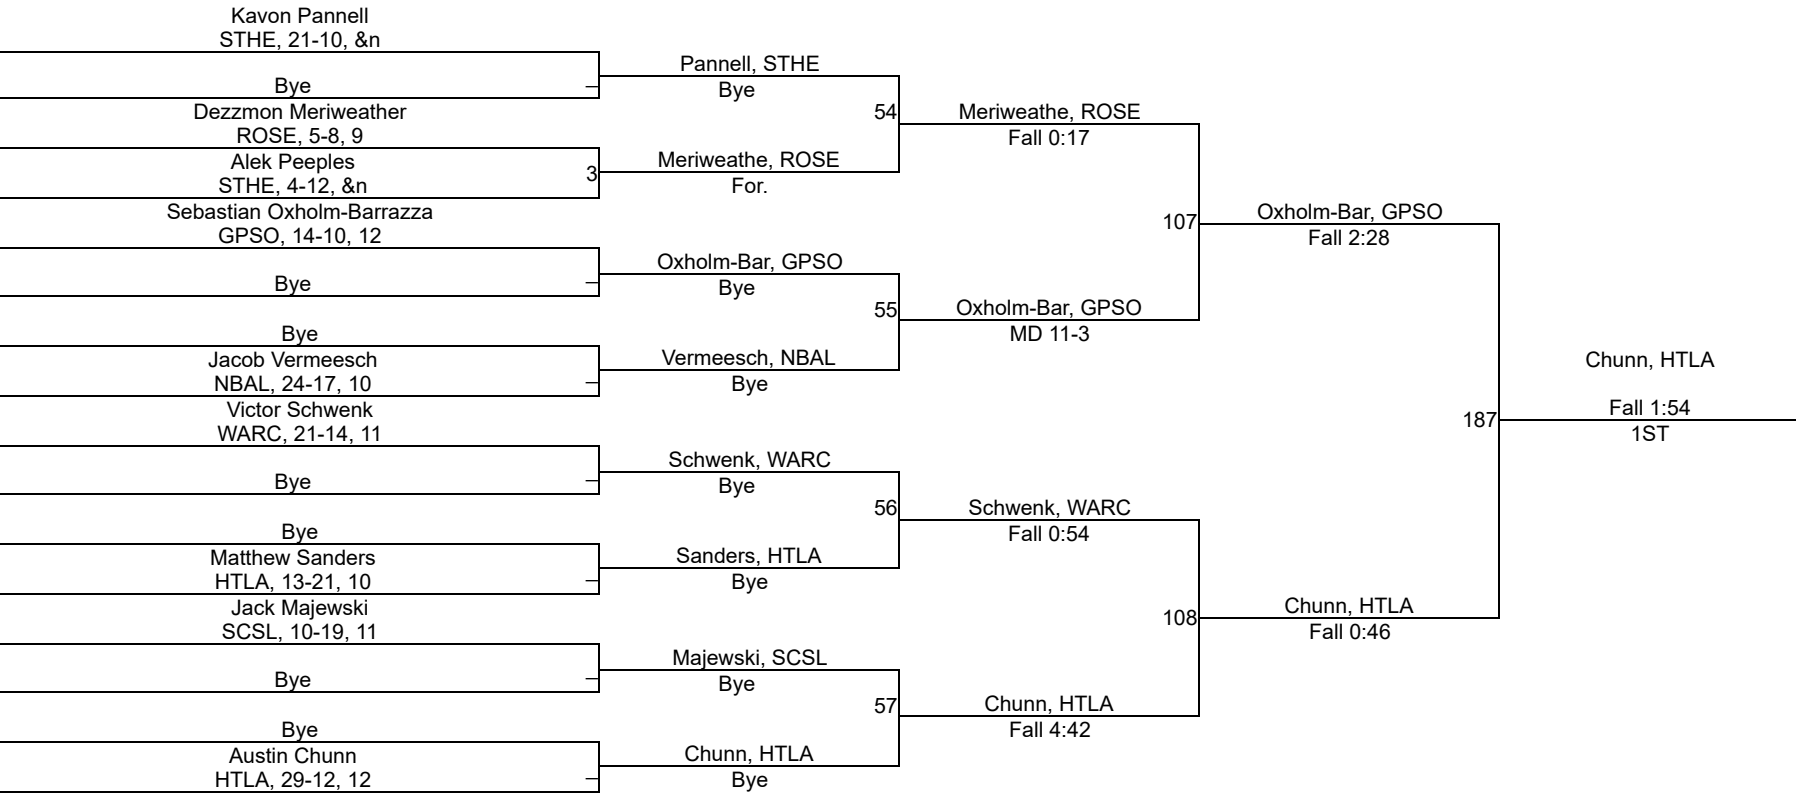 Kavon Pannell
STHE, 21-10, &n
Bye
Dezzmon Meriweather
ROSE, 5-8, 9
Alek Peeples
STHE, 4-12, &n
3
Sebastian Oxholm-Barrazza
GPSO, 14-10, 12
Bye
Bye
Jacob Vermeesch
NBAL, 24-17, 10
Victor Schwenk
WARC, 21-14, 11
Bye
Bye
Matthew Sanders
HTLA, 13-21, 10
Jack Majewski
SCSL, 10-19, 11
Bye
Bye
Austin Chunn
HTLA, 29-12, 12
Pannell, STHE
Bye
54
Meriweathe, ROSE
For.
Oxholm-Bar, GPSO
Bye
55
Vermeesch, NBAL
Bye
Schwenk, WARC
Bye
56
Sanders, HTLA
Bye
Majewski, SCSL
Bye
57
Chunn, HTLA
Bye
Meriweathe, ROSE
Fall 0:17
107
Oxholm-Bar, GPSO
MD 11-3
Schwenk, WARC
Fall 0:54
108
Chunn, HTLA
Fall 4:42
Oxholm-Bar, GPSO
Fall 2:28
187
Chunn, HTLA
Fall 0:46
Chunn, HTLA
Fall 1:54
1ST